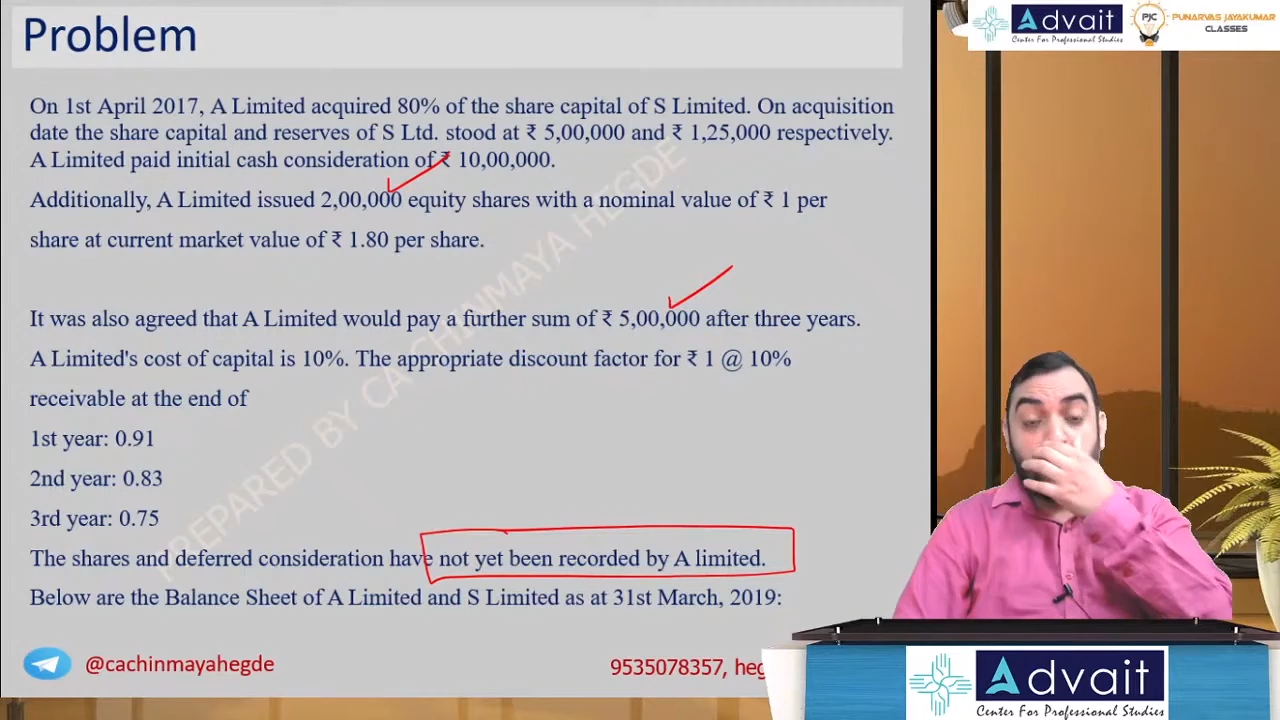 Problem
Advait
Center For Professional Studies
PJC
PUNARVAS JAYAKUMAR
CLASSES
On 1st April 2017, A Limited acquired 80% of the share capital of S Limited. On acquisition
date the share capital and reserves of S Ltd. stood at ₹ 5,00,000 and ₹ 1,25,000 respectively.
A Limited paid initial cash consideration of ₹ 10,00,000.
Additionally, A Limited issued 2,00,000 equity shares with a nominal value of ₹ 1 per
share at current market value of ₹ 1.80 per share.
It was also agreed that A Limited would pay a further sum of ₹ 5,00,000 after three years.
A Limited's cost of capital is 10%. The appropriate discount factor for ₹ 1 @ 10%
receivable at the end of
1st year: 0.91
2nd year: 0.83
3rd year: 0.75
The shares and deferred consideration have not yet been recorded by A limited.
Below are the Balance Sheet of A Limited and S Limited as at 31st March, 2019:
PREPARED BY CA CHINMAYA HEGDE
@cachinmayahegde
9535078357,
Advait
Center For Professional Studies